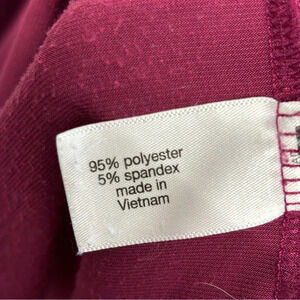 95% polyester
5% spandex
made in
Vietnam